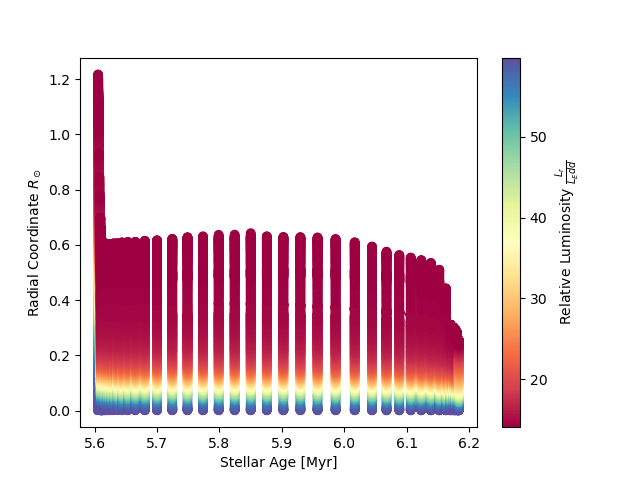 1.2
1.0
0.8
0.6
0.4
0.2
0.0
Radial Coordinate R⊙
5.6 5.7 5.8 5.9 6.0 6.1 6.2
Stellar Age [Myr]
50
40
30
20
Relative Luminosity L_r/L_Edd